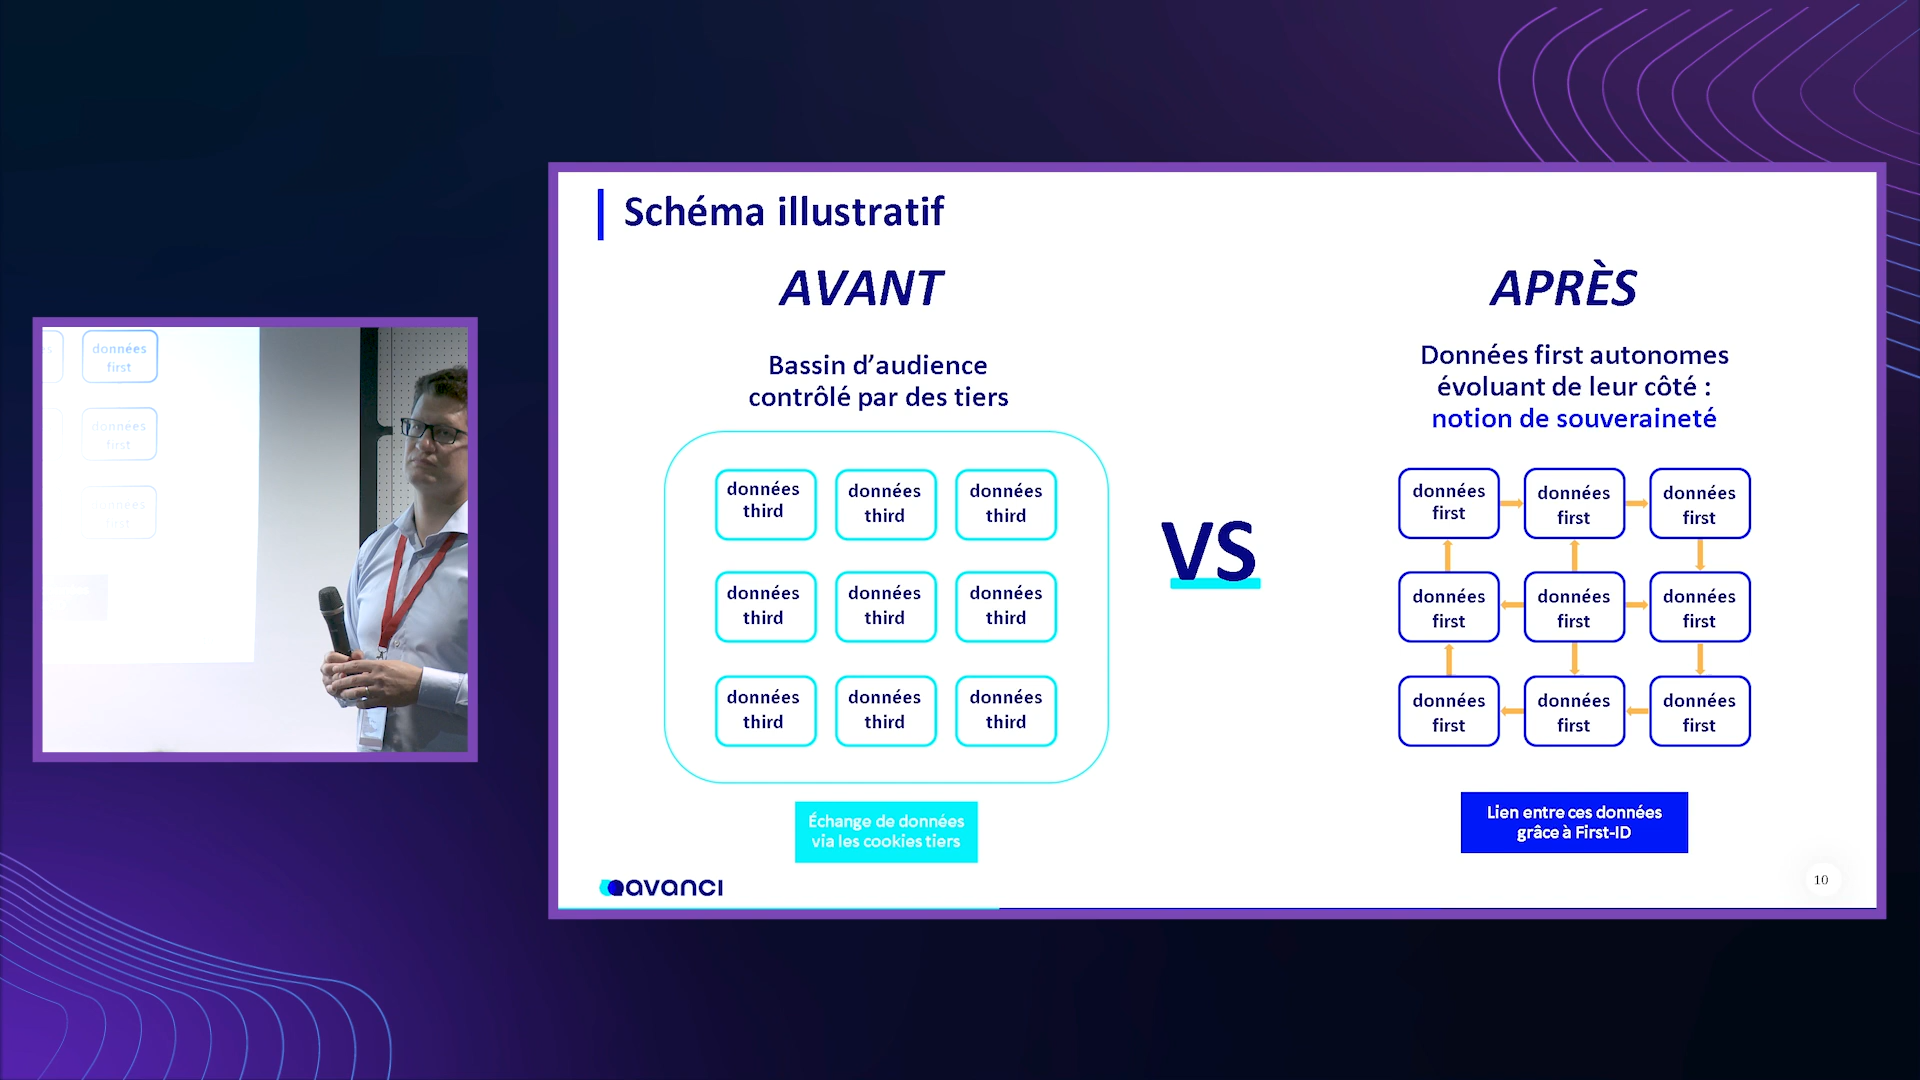 données
first
données
first
données
first
Schéma illustratif
AVANT
Bassin d’audience
contrôlé par des tiers
données
third
données
third
données
third
données
third
données
third
données
third
données
third
données
third
données
third
Échange de données
via les cookies tiers
VS
APRÈS
Données first autonomes
évoluant de leur côté :
notion de souveraineté
données
first
données
first
données
first
données
first
données
first
données
first
données
first
données
first
données
first
Lien entre ces données
grâce à First-ID
avanci
10